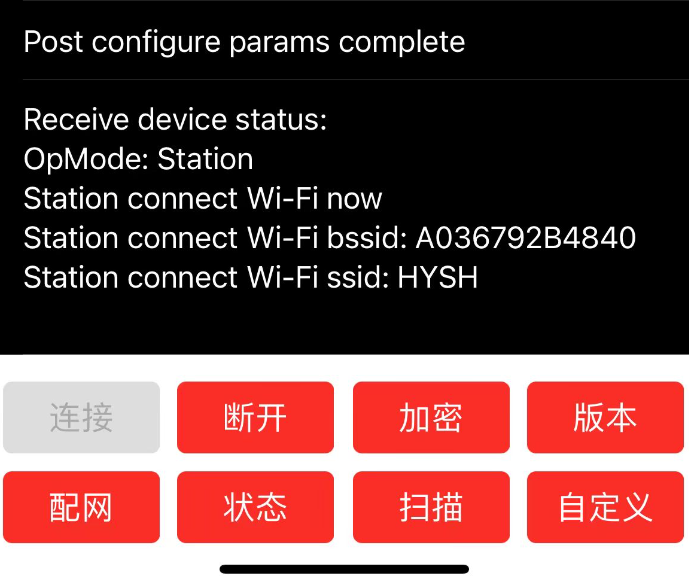 Post configure params complete
Receive device status:
OpMode: Station
Station connect Wi-Fi now
Station connect Wi-Fi bssid: A036792B4840
Station connect Wi-Fi ssid: HYSH
连接 断开 加密 版本
配网 状态 扫描 自定义